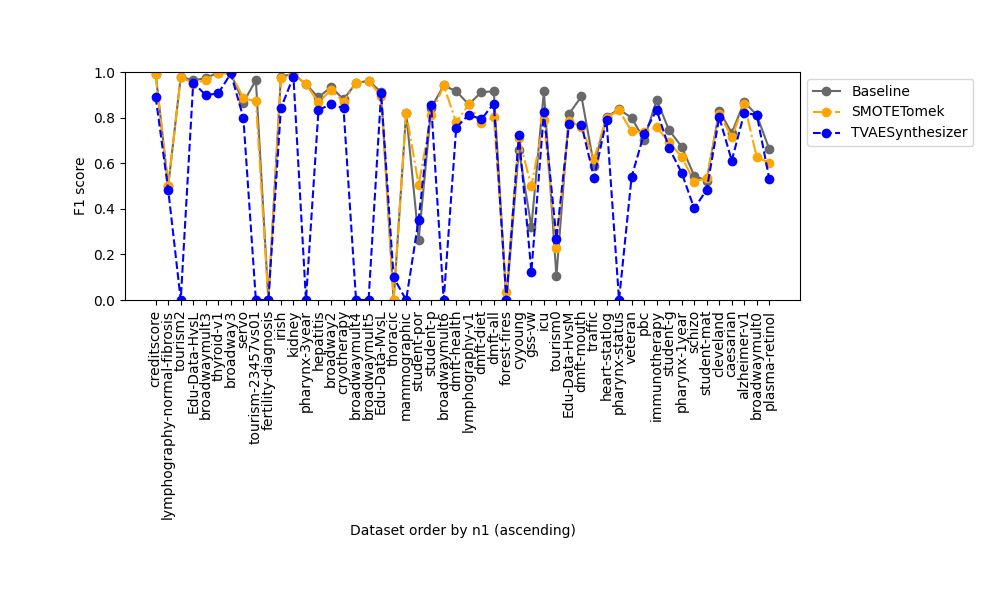 1.0
0.8
0.6
0.4
0.2
0.0
F1 score
Baseline
SMOTETomek
TVAESynthesizer
creditscore
lymphography-normal-fibrosis
tourism2
Edu-Data-HvsL
broadwaymult3
thyroid-v1
broadway3
servo
tourism-23457vs01
fertility-diagnosis
irish
kidney
pharynx-3year
hepatitis
broadway2
cryotherapy
broadwaymult4
broadwaymult5
Edu-Data-MvsL
thoracic
mammographic
student-por
student-p
broadwaymult6
dmft-health
lymphography-v1
dmft-diet
dmft-all
forest-fires
cyyoung
gss-vw
icu
tourism0
Edu-Data-HvsM
dmft-mouth
traffic
heart-statlog
pharynx-status
veteran
pbc
immunotherapy
student-g
pharynx-1year
schizo
student-mat
cleveland
caesarian
alzheimer-v1
broadwaymult0
plasma-retinol
Dataset order by n1 (ascending)